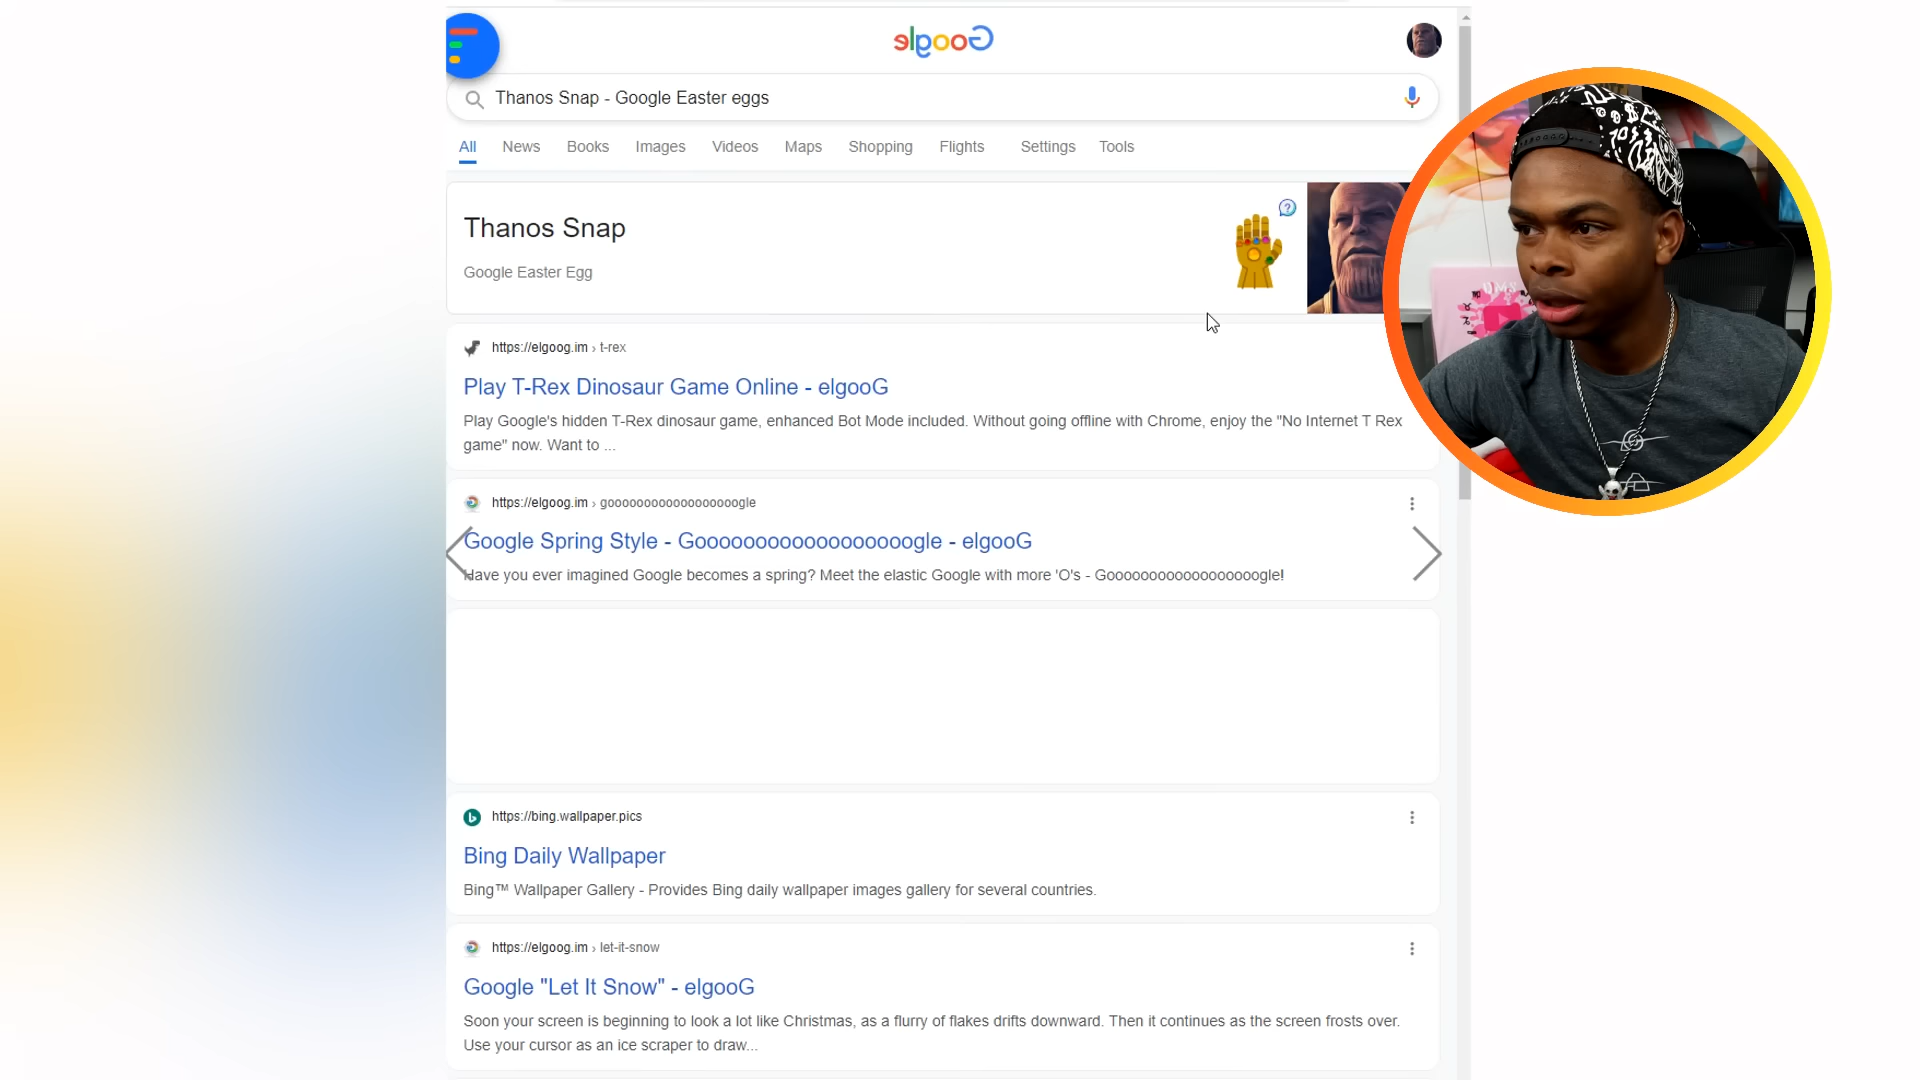 Google
Thanos Snap - Google Easter eggs
All News Books Images Videos Maps Shopping Flights Settings Tools
Thanos Snap
Google Easter Egg
https://elgoog.im › t-rex
Play T-Rex Dinosaur Game Online - elgooG
Play Google's hidden T-Rex dinosaur game, enhanced Bot Mode included. Without going offline with Chrome, enjoy the "No Internet T Rex
game" now. Want to ...
https://elgoog.im › goooooooooooooooooogle
Google Spring Style - Goooooooooooooooooogle - elgooG
Have you ever imagined Google becomes a spring? Meet the elastic Google with more 'O's - Goooooooooooooooooogle!
https://bing.wallpaper.pics
Bing Daily Wallpaper
Bing™ Wallpaper Gallery - Provides Bing daily wallpaper images gallery for several countries.
https://elgoog.im › let-it-snow
Google "Let It Snow" - elgooG
Soon your screen is beginning to look a lot like Christmas, as a flurry of flakes drifts downward. Then it continues as the screen frosts over.
Use your cursor as an ice scraper to draw...